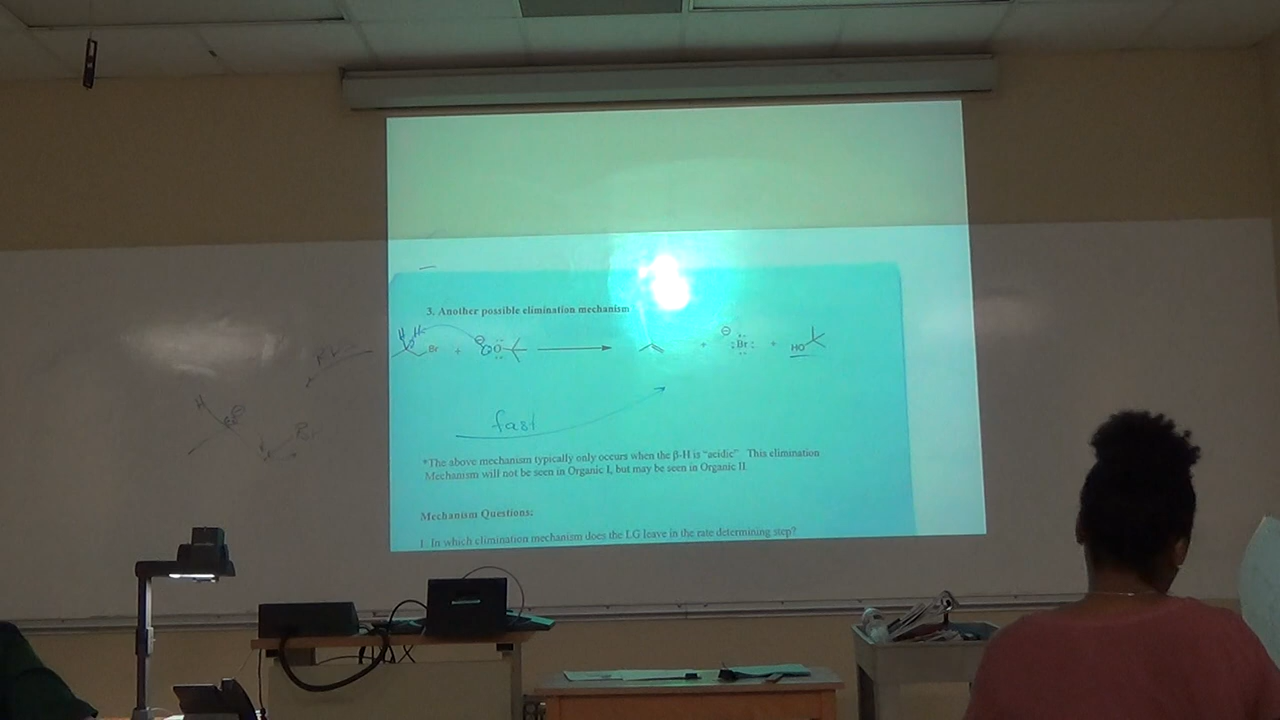 3. Another possible elimination mechanism
H H Br + :Ö + :Br: + HO
fast
*The above mechanism typically only occurs when the β-H is "acidic" This elimination
Mechanism will not be seen in Organic I, but may be seen in Organic II
Mechanism Questions:
1. In which elimination mechanism does the LG leave in the rate determining step?
H
Br